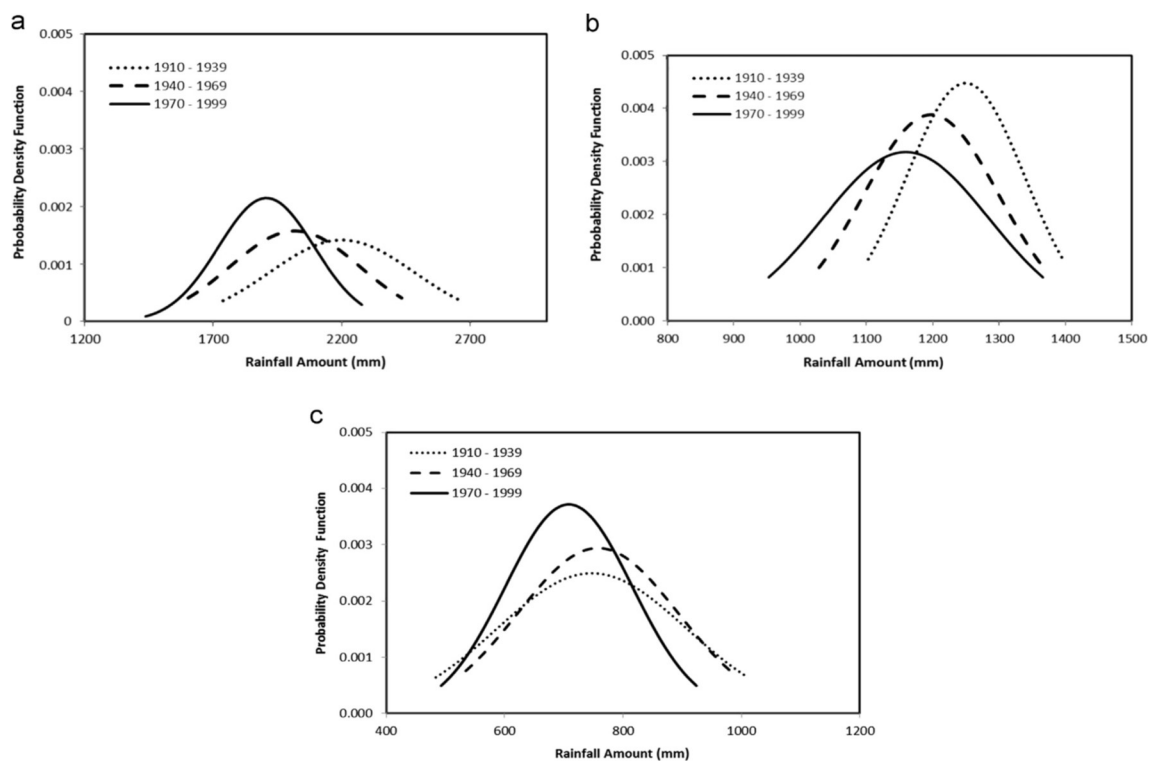 a
0.005
0.004
0.003
0.002
0.001
0
Prbobability Density Function
1910 - 1939
1940 - 1969
1970 - 1999
1200 1700 2200 2700
Rainfall Amount (mm)
b
0.005
0.004
0.003
0.002
0.001
0.000
Prbobability Density Function
1910 - 1939
1940 - 1969
1970 - 1999
800 900 1000 1100 1200 1300 1400 1500
Rainfall Amount (mm)
c
0.005
0.004
0.003
0.002
0.001
0.000
Probability Density Function
1910 - 1939
1940 - 1969
1970 - 1999
400 600 800 1000 1200
Rainfall Amount (mm)